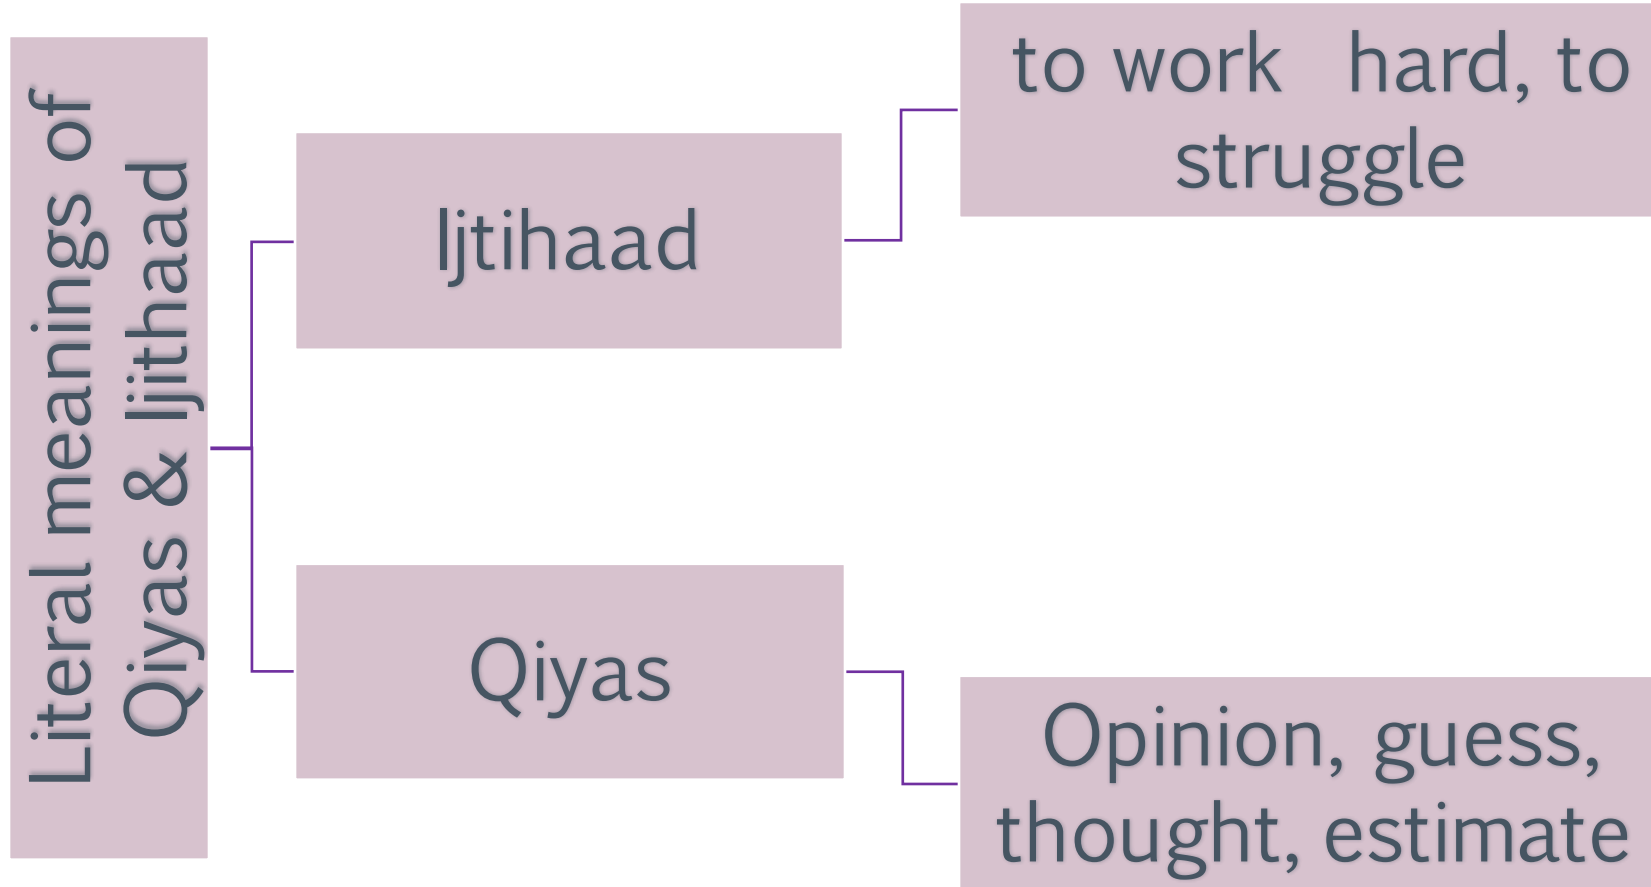 Literal meanings of
Qiyas & Ijithaad
Ijtihaad
to work hard, to
struggle
Qiyas
Opinion, guess,
thought, estimate